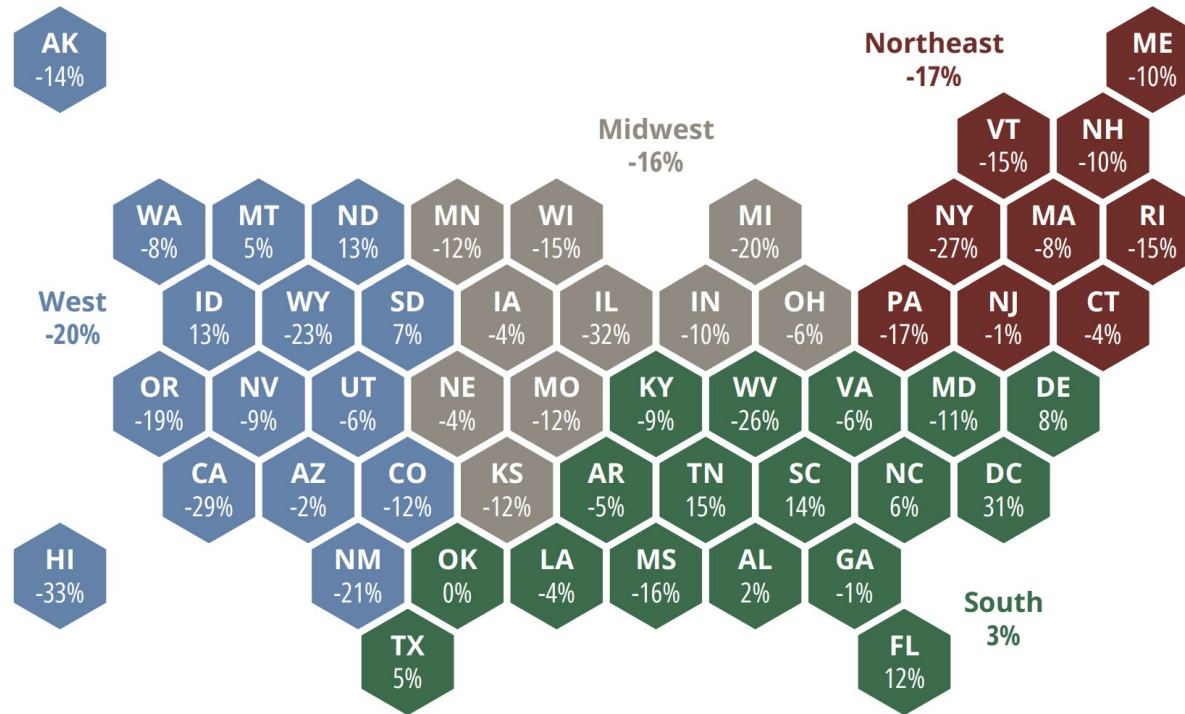 AK
-14%
Northeast
-17%
ME
-10%
Midwest
-16%
VT
-15%
NH
-10%
WA
-8%
MT
5%
ND
13%
MN
-12%
WI
-15%
MI
-20%
NY
-27%
MA
-8%
RI
-15%
West
-20%
ID
13%
WY
-23%
SD
7%
IA
-4%
IL
-32%
IN
-10%
OH
-6%
PA
-17%
NJ
-1%
CT
-4%
OR
-19%
NV
-9%
UT
-6%
NE
-4%
MO
-12%
KY
-9%
WV
-26%
VA
-6%
MD
-11%
DE
8%
CA
-29%
AZ
-2%
CO
-12%
KS
-12%
AR
-5%
TN
15%
SC
14%
NC
6%
DC
31%
HI
-33%
NM
-21%
OK
0%
LA
-4%
MS
-16%
AL
2%
GA
-1%
South
3%
TX
5%
FL
12%